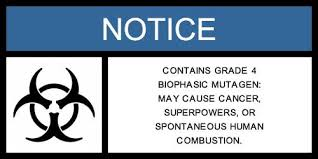 NOTICE
CONTAINS GRADE 4
BIOPHASIC MUTAGEN:
MAY CAUSE CANCER,
SUPERPOWERS, OR
SPONTANEOUS HUMAN
COMBUSTION.